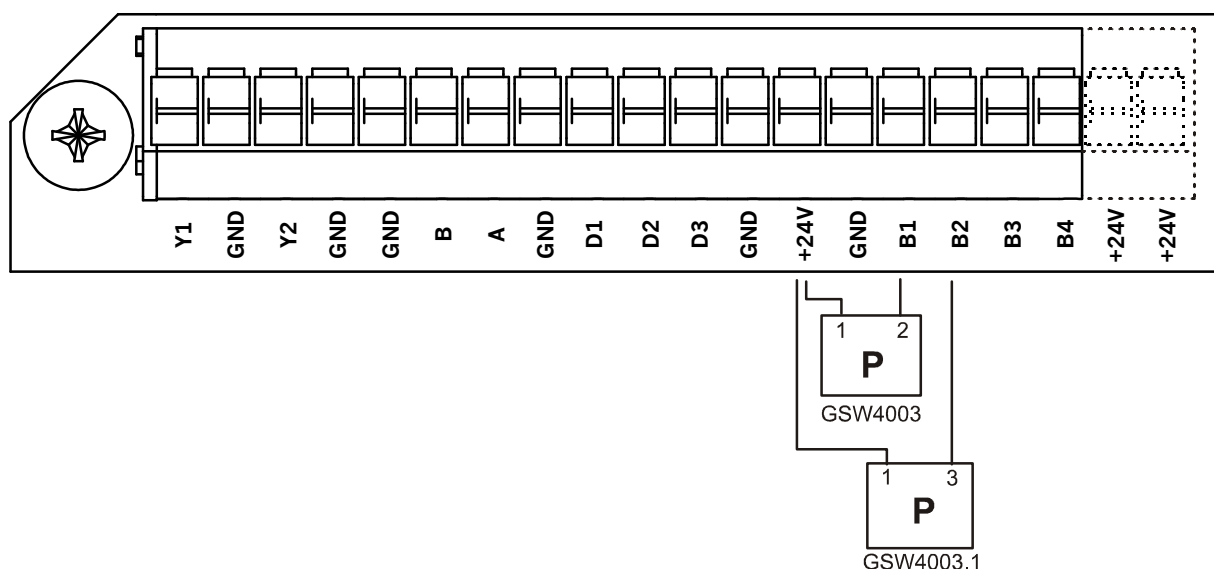 Y1 GND Y2 GND GND B A GND D1 D2 D3 GND +24V GND B1 B2 B3 B4 +24V +24V
1 2
P
GSW4003
1 3
P
GSW4003.1